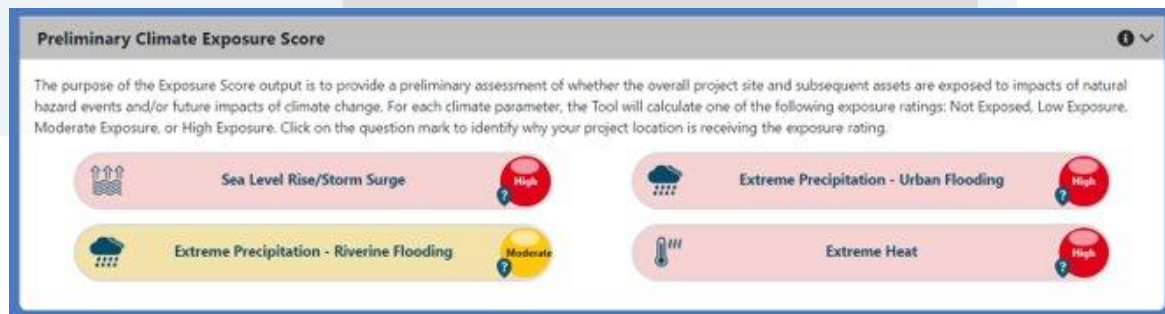 Preliminary Climate Exposure Score
The purpose of the Exposure Score output is to provide a preliminary assessment of whether the overall project site and subsequent assets are exposed to impacts of natural
hazard events and/or future impacts of climate change. For each climate parameter, the Tool will calculate one of the following exposure ratings: Not Exposed, Low Exposure,
Moderate Exposure, or High Exposure. Click on the question mark to identify why your project location is receiving the exposure rating.
Sea Level Rise/Storm Surge High ?
Extreme Precipitation - Urban Flooding High ?
Extreme Precipitation - Riverine Flooding Moderate ?
Extreme Heat High ?